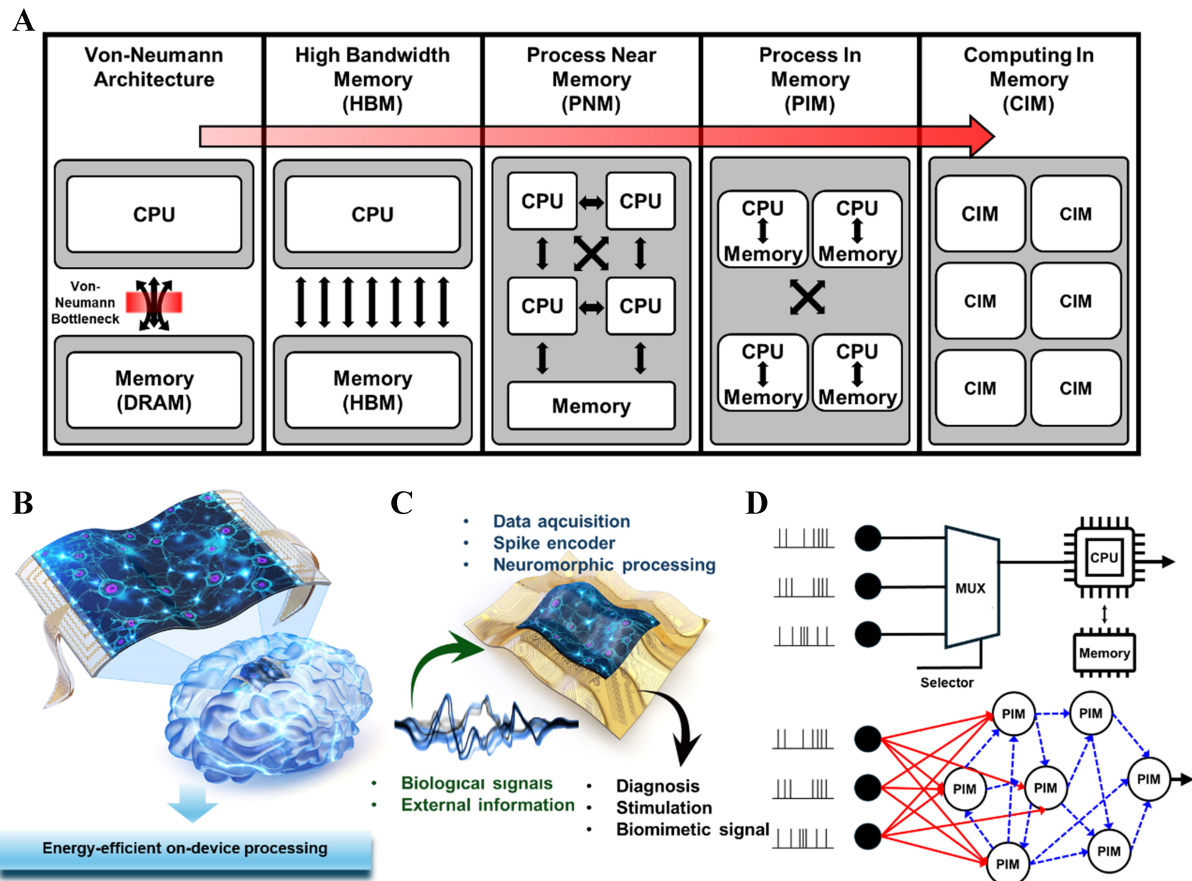 A
Von-Neumann
Architecture
High Bandwidth
Memory
(HBM)
Process Near
Memory
(PNM)
Process In
Memory
(PIM)
Computing In
Memory
(CIM)
CPU
Von-
Neumann
Bottleneck
Memory
(DRAM)
CPU
Memory
(HBM)
CPU
CPU
CPU
CPU
Memory
CPU
Memory
CPU
Memory
CPU
Memory
CPU
Memory
CIM
CIM
CIM
CIM
CIM
CIM
B
Energy-efficient on-device processing
C
• Data aqcuisition
• Spike encoder
• Neuromorphic processing
• Biological signals
• External information
• Diagnosis
• Stimulation
• Biomimetic signal
D
MUX
CPU
Memory
Selector
PIM
PIM
PIM
PIM
PIM
PIM
PIM